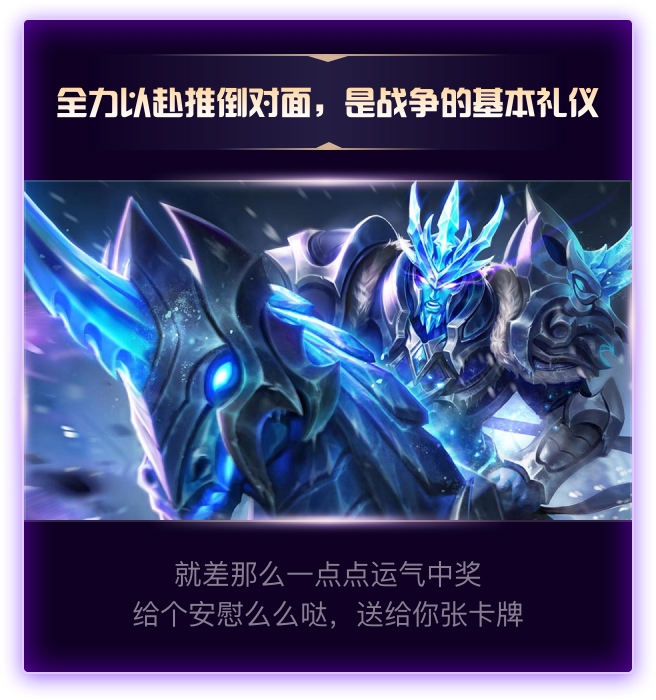 全力以赴推倒对面，是战争的基本礼仪
就差那么一点点运气中奖
给个安慰么么哒，送给你张卡牌